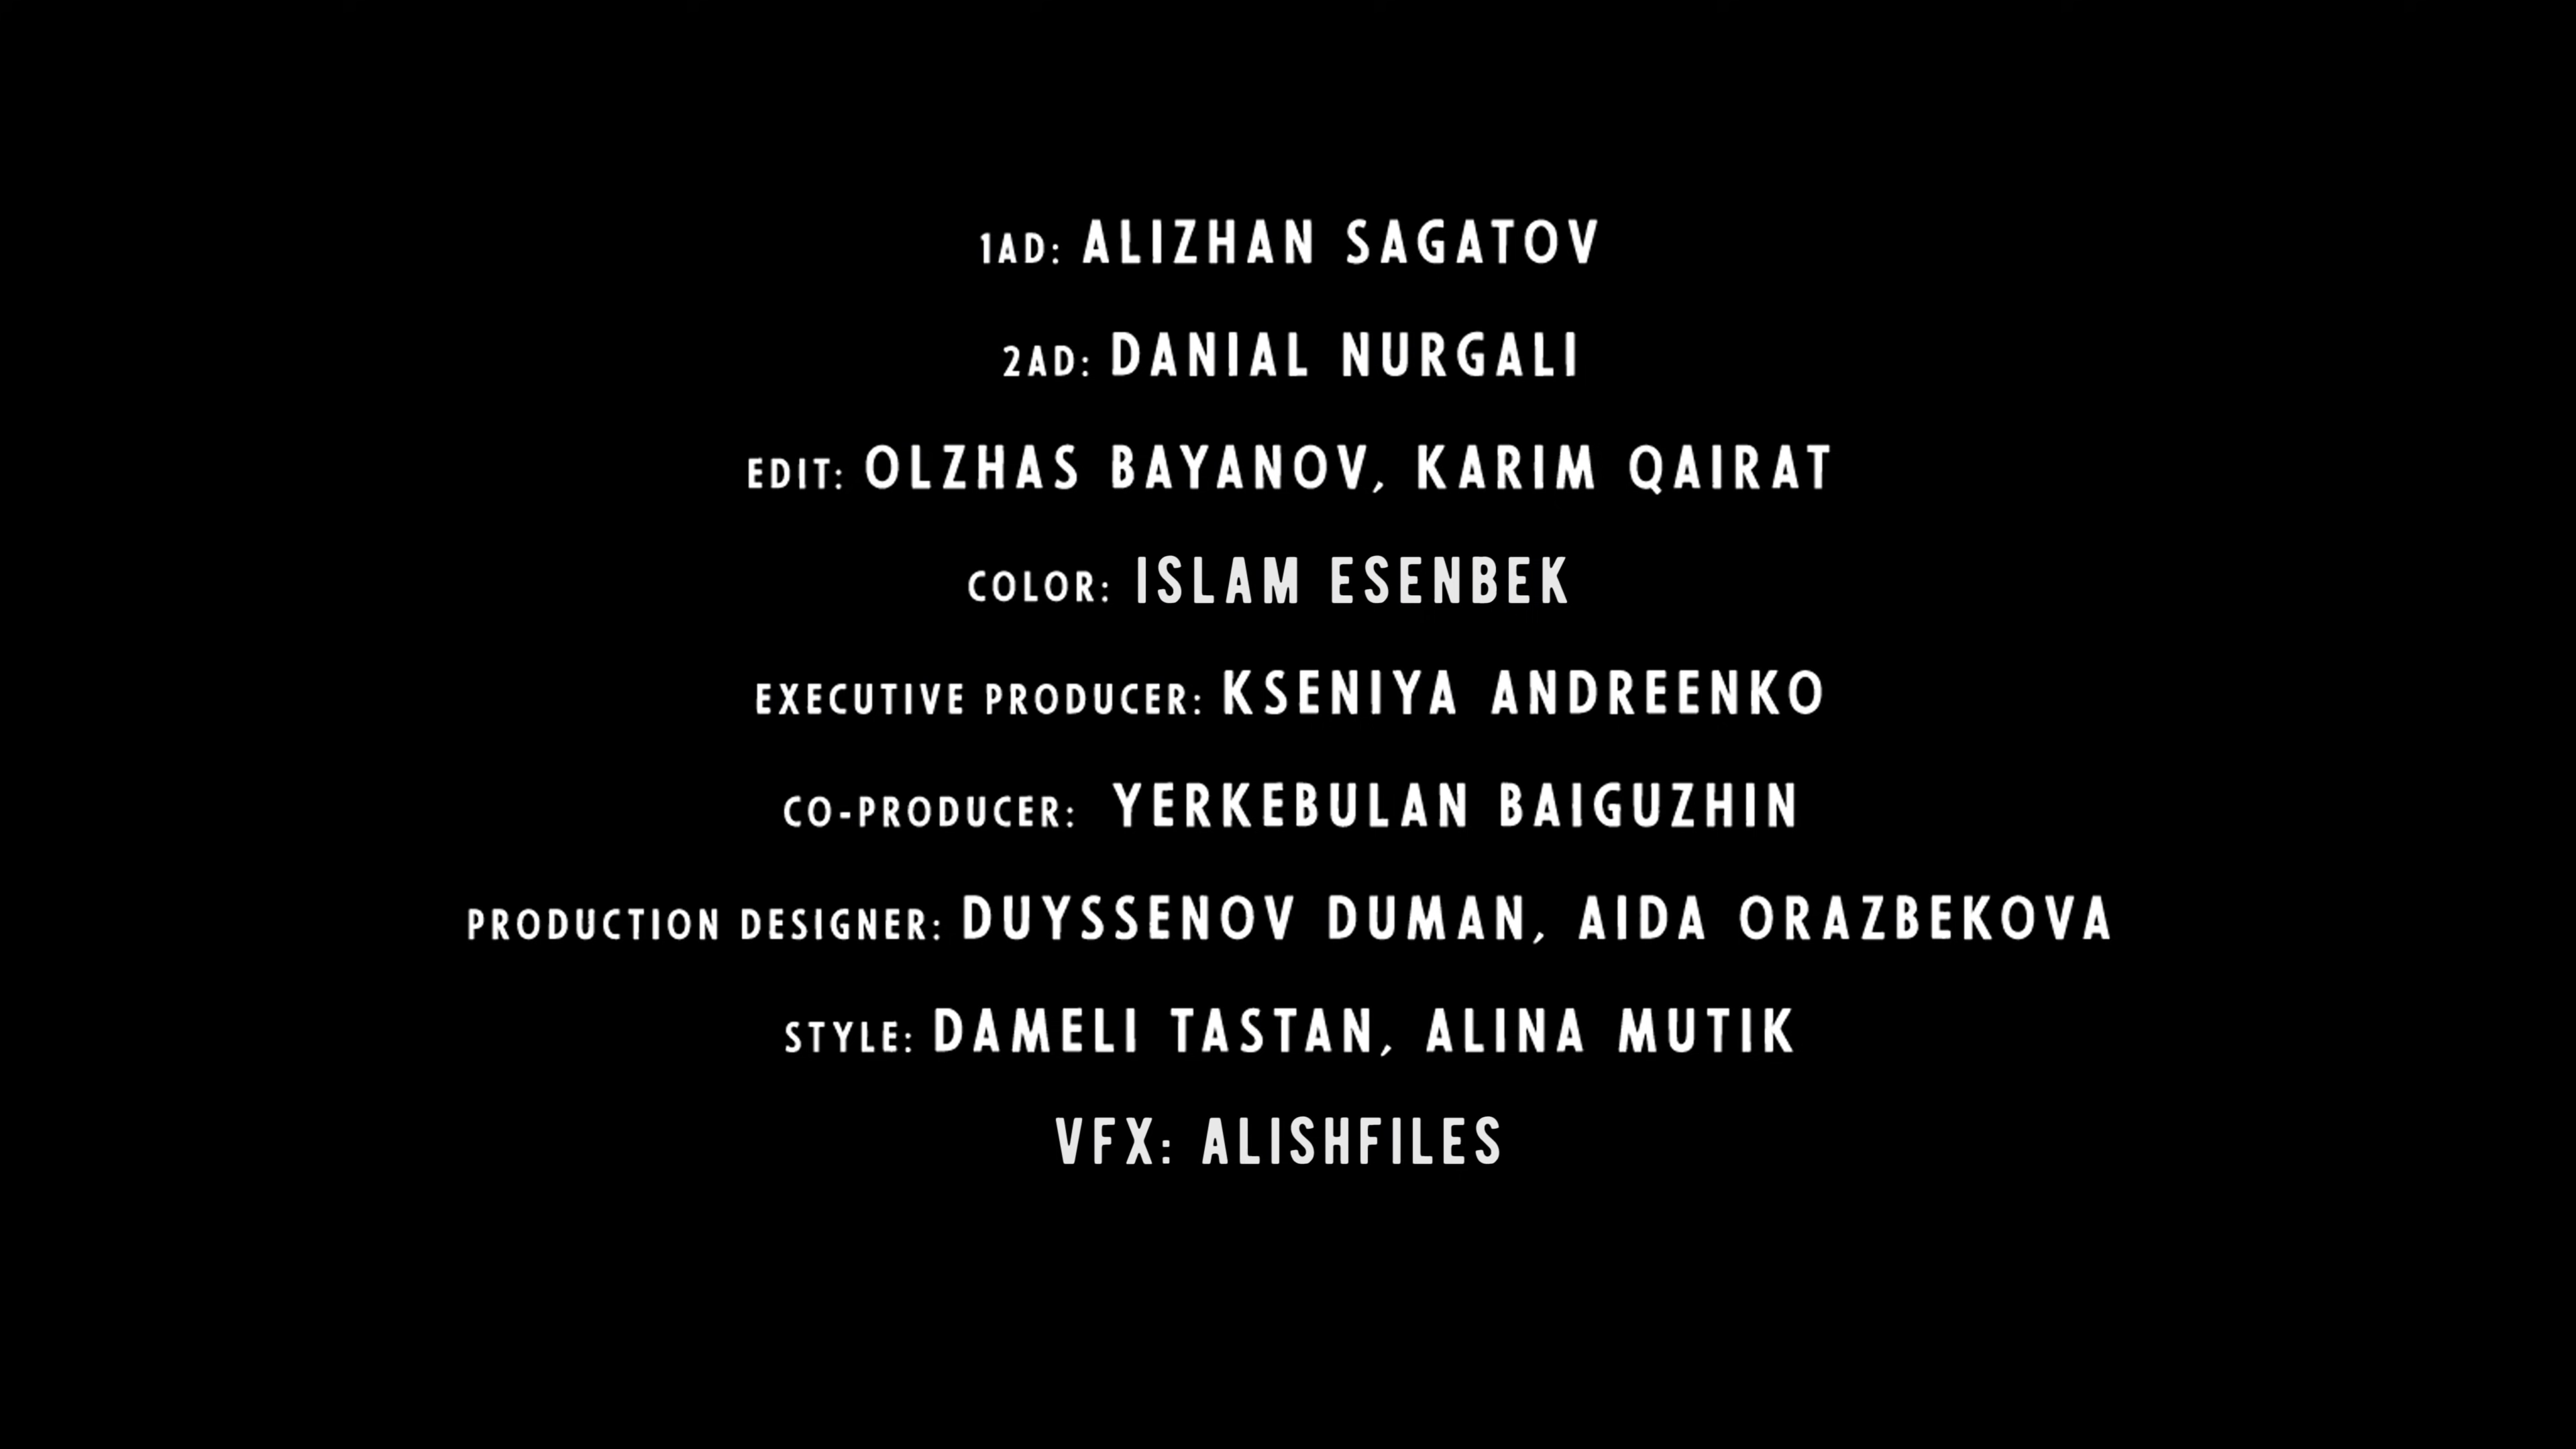 1AD: ALIZHAN SAGATOV
2AD: DANIAL NURGALI
EDIT: OLZHAS BAYANOV, KARIM QAIRAT
COLOR: ISLAM ESENBEK
EXECUTIVE PRODUCER: KSENIYA ANDREENKO
CO-PRODUCER: YERKEBULAN BAIGUZHIN
PRODUCTION DESIGNER: DUYSSENOV DUMAN, AIDA ORAZBEKOVA
STYLE: DAMELI TASTAN, ALINA MUTIK
VFX: ALISHFILES